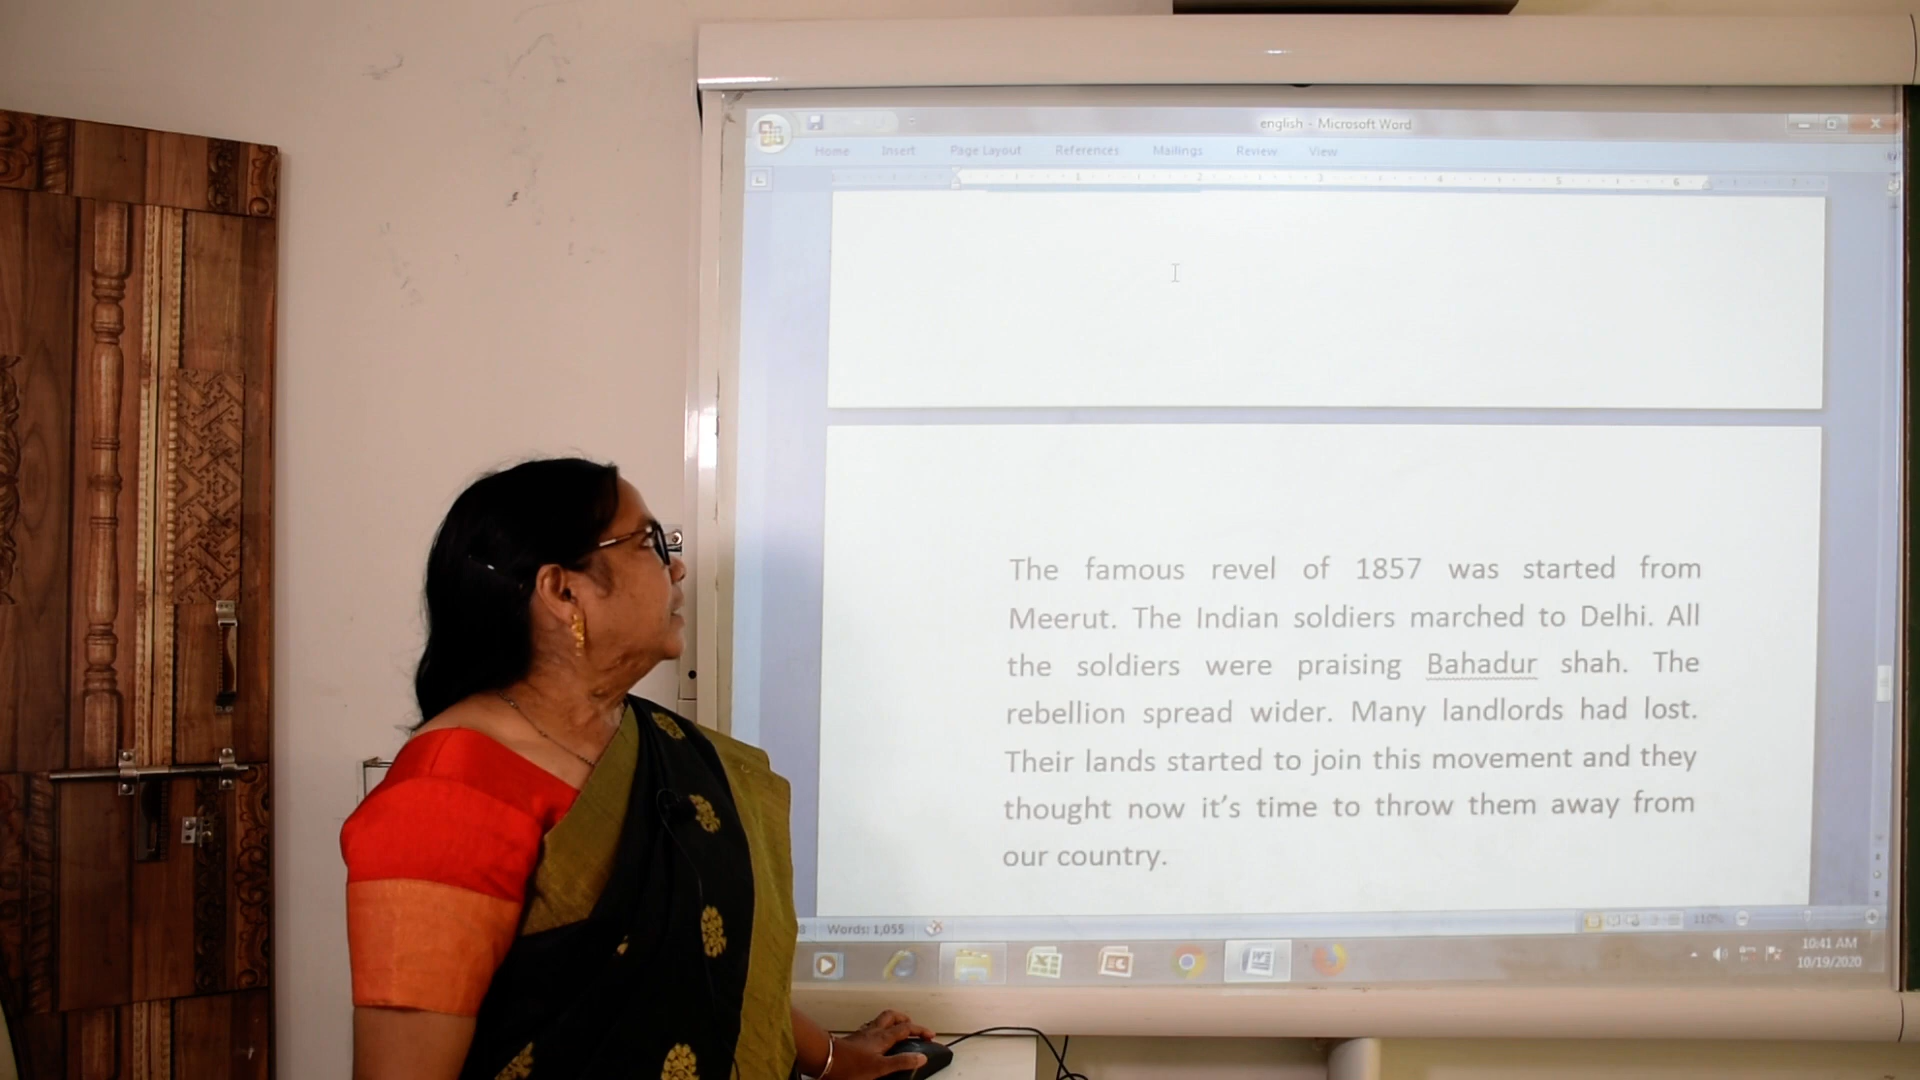 english - Microsoft Word
Home Insert Page Layout References Mailings Review View
The famous revel of 1857 was started from
Meerut. The Indian soldiers marched to Delhi. All
the soldiers were praising Bahadur shah. The
rebellion spread wider. Many landlords had lost.
Their lands started to join this movement and they
thought now it's time to throw them away from
our country.
Words: 1,055
110%
10:41 AM
10/19/2020